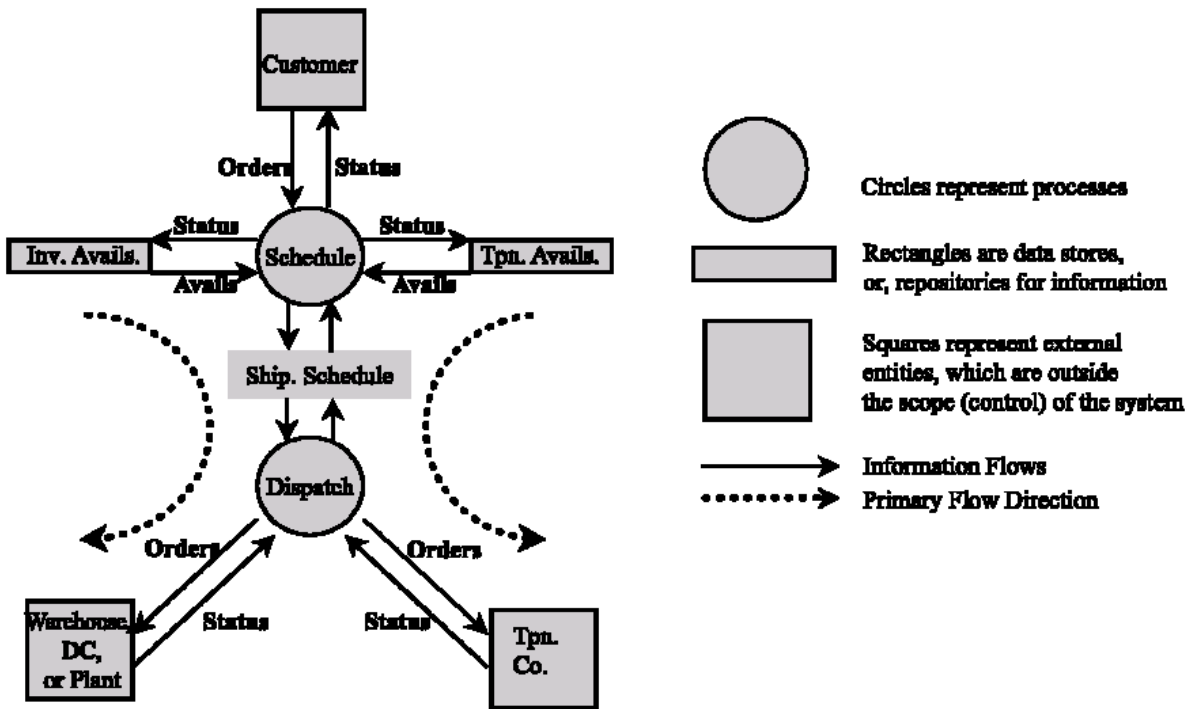 Customer
Orders
Status
Status
Status
Inv. Avails.
Schedule
Tpn. Avails.
Avails
Avails
Ship. Schedule
Dispatch
Orders
Orders
Status
Status
Warehouse,
DC,
or Plant
Tpn.
Co.
Circles represent processes
Rectangles are data stores,
or, repositories for information
Squares represent external
entities, which are outside
the scope (control) of the system
Information Flows
Primary Flow Direction